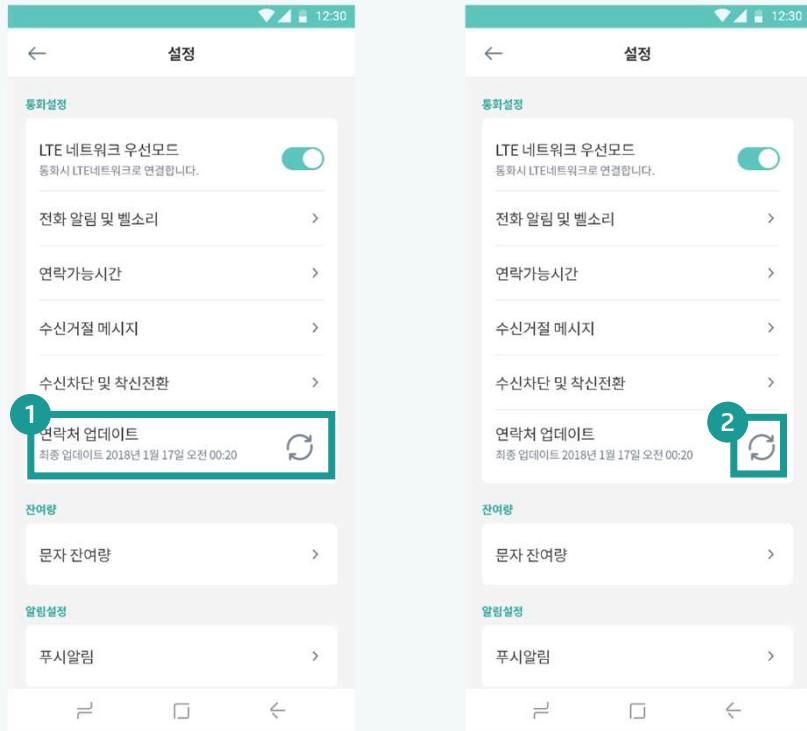 12:30
설정
통화설정
LTE 네트워크 우선모드
통화시 LTE네트워크로 연결합니다.
전화 알림 및 벨소리
연락가능시간
수신거절 메시지
수신차단 및 착신전환
1
연락처 업데이트
최종 업데이트 2018년 1월 17일 오전 00:20
잔여량
문자 잔여량
알림설정
푸시알림
12:30
설정
통화설정
LTE 네트워크 우선모드
통화시 LTE네트워크로 연결합니다.
전화 알림 및 벨소리
연락가능시간
수신거절 메시지
수신차단 및 착신전환
2
연락처 업데이트
최종 업데이트 2018년 1월 17일 오전 00:20
잔여량
문자 잔여량
알림설정
푸시알림